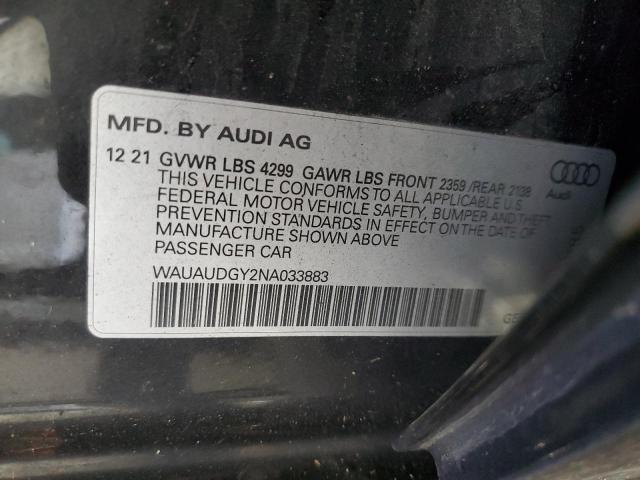 MFD. BY AUDI AG
12 21 GVWR LBS 4299 GAWR LBS FRONT 2359 /REAR 2138
THIS VEHICLE CONFORMS TO ALL APPLICABLE U.S.
FEDERAL MOTOR VEHICLE SAFETY, BUMPER AND THEFT
PREVENTION STANDARDS IN EFFECT ON THE DATE OF
MANUFACTURE SHOWN ABOVE
PASSENGER CAR
WAUAUDGY2NA033883
Audi